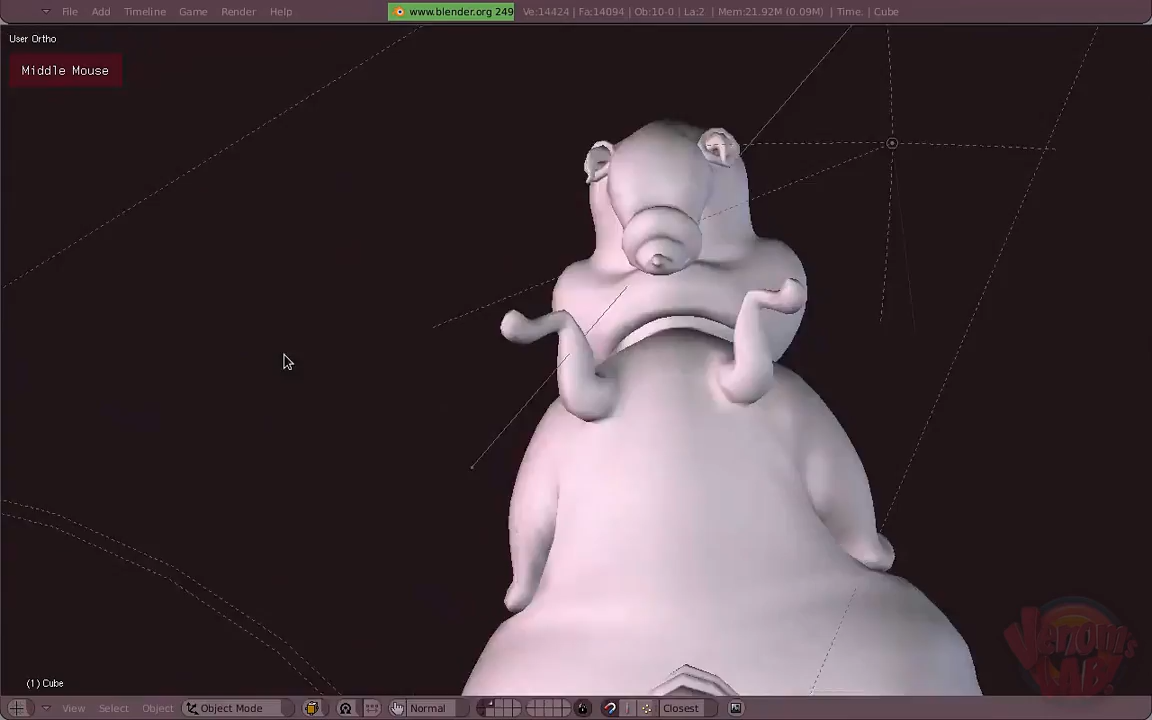 File Add Timeline Game Render Help www.blender.org 249 Ve:14424 | Fa:14094 | Ob:10-0 | La:2 | Mem:21.92M (0.09M) | Time: | Cube
User Ortho
Middle Mouse
Venom's
LAB
(1) Cube
View Select Object Object Mode Normal Closest